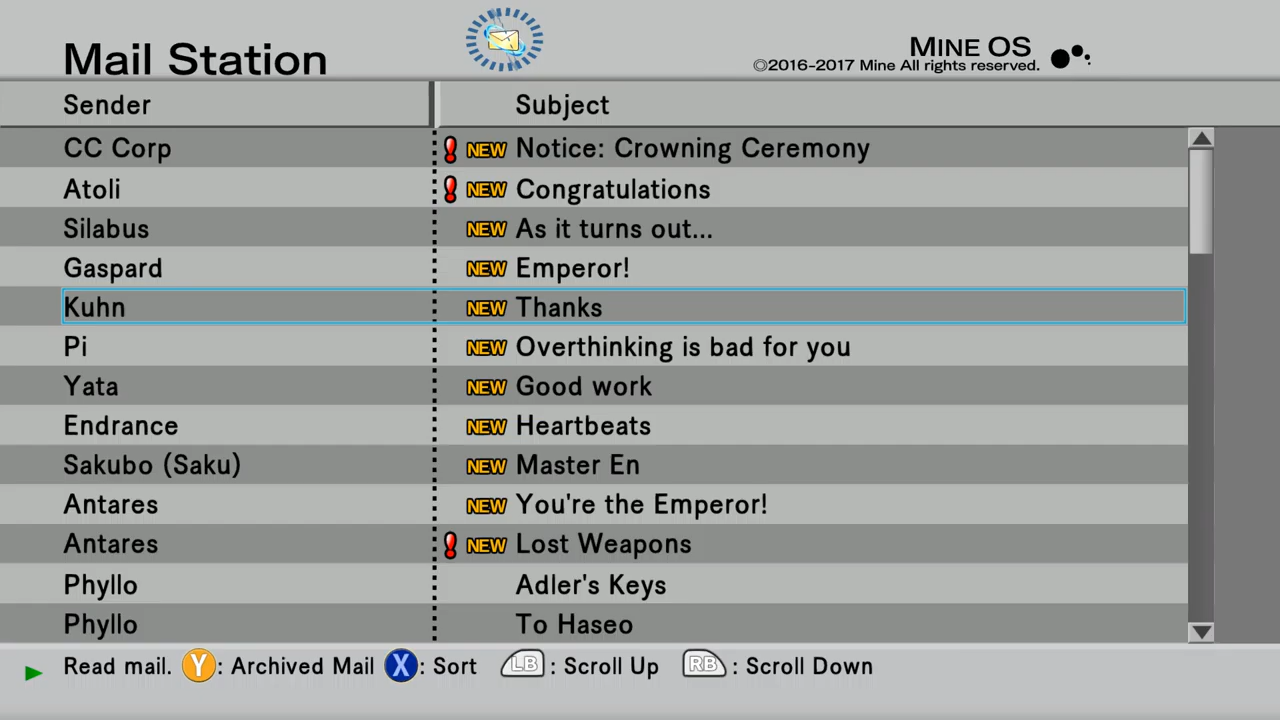 Mail Station
MINE OS
©2016-2017 Mine All rights reserved.
Sender Subject
CC Corp NEW Notice: Crowning Ceremony
Atoli NEW Congratulations
Silabus NEW As it turns out...
Gaspard NEW Emperor!
Kuhn NEW Thanks
Pi NEW Overthinking is bad for you
Yata NEW Good work
Endrance NEW Heartbeats
Sakubo (Saku) NEW Master En
Antares NEW You're the Emperor!
Antares NEW Lost Weapons
Phyllo Adler's Keys
Phyllo To Haseo
Read mail. Y: Archived Mail X: Sort LB: Scroll Up RB: Scroll Down